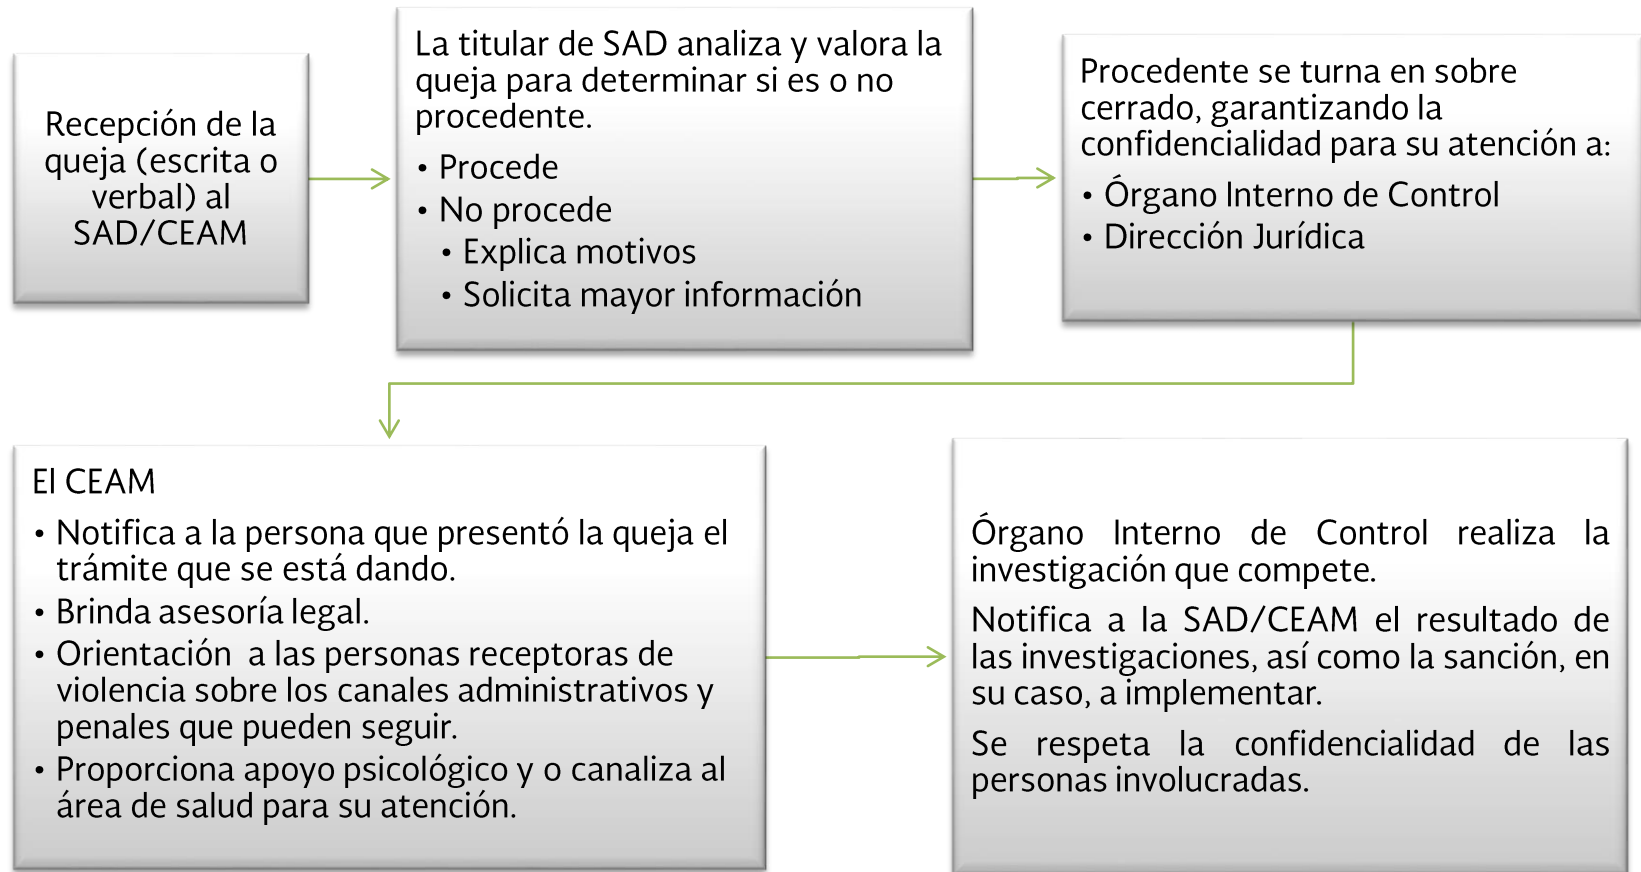 Recepción de la
queja (escrita o
verbal) al
SAD/CEAM
La titular de SAD analiza y valora la
queja para determinar si es o no
procedente.
• Procede
• No procede
• Explica motivos
• Solicita mayor información
Procedente se turna en sobre
cerrado, garantizando la
confidencialidad para su atención a:
• Órgano Interno de Control
• Dirección Jurídica
El CEAM
• Notifica a la persona que presentó la queja el
trámite que se está dando.
• Brinda asesoría legal.
• Orientación a las personas receptoras de
violencia sobre los canales administrativos y
penales que pueden seguir.
• Proporciona apoyo psicológico y o canaliza al
área de salud para su atención.
Órgano Interno de Control realiza la
investigación que compete.
Notifica a la SAD/CEAM el resultado de
las investigaciones, así como la sanción, en
su caso, a implementar.
Se respeta la confidencialidad de las
personas involucradas.